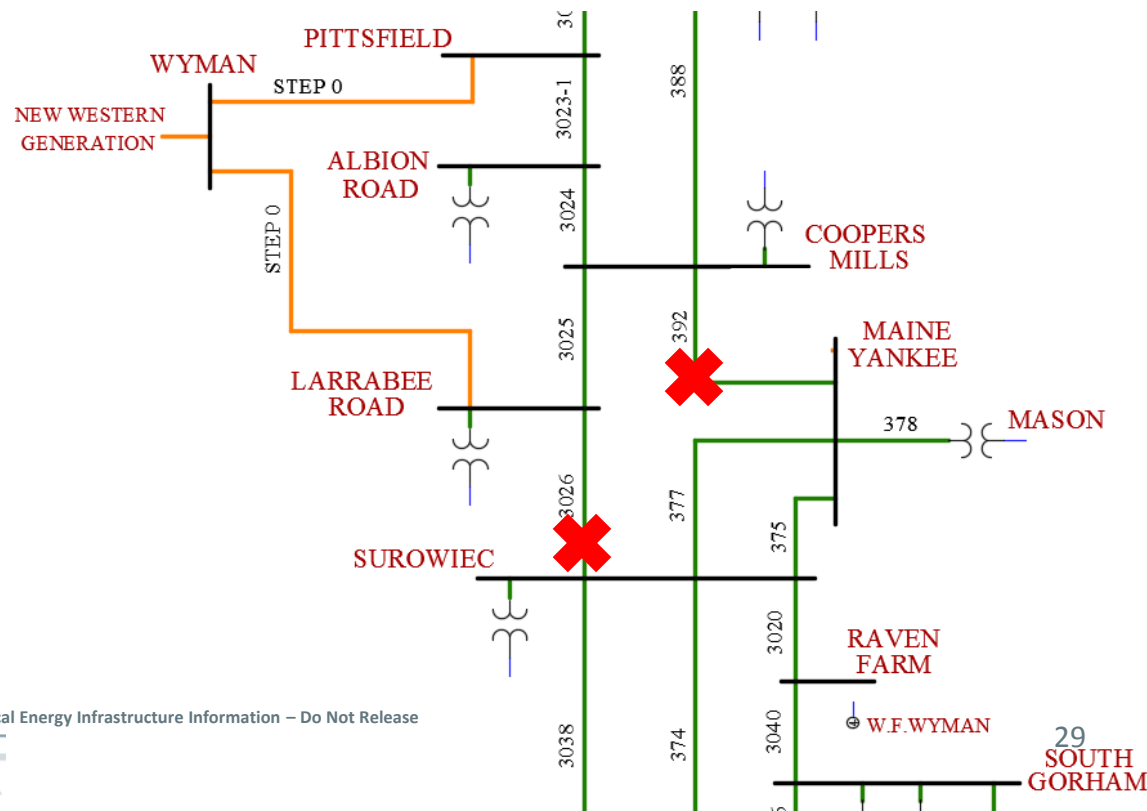 PITTSFIELD
WYMAN
STEP 0
388
3023-1
NEW WESTERN
GENERATION
ALBION
ROAD
3024
STEP 0
COOPERS
MILLS
3025
392
MAINE
YANKEE
LARRABEE
ROAD
378
MASON
3026
377
375
SUROWIEC
3020
RAVEN
FARM
cal Energy Infrastructure Information – Do Not Release
W.F.WYMAN
3038
374
3040
29
SOUTH
GORHAM